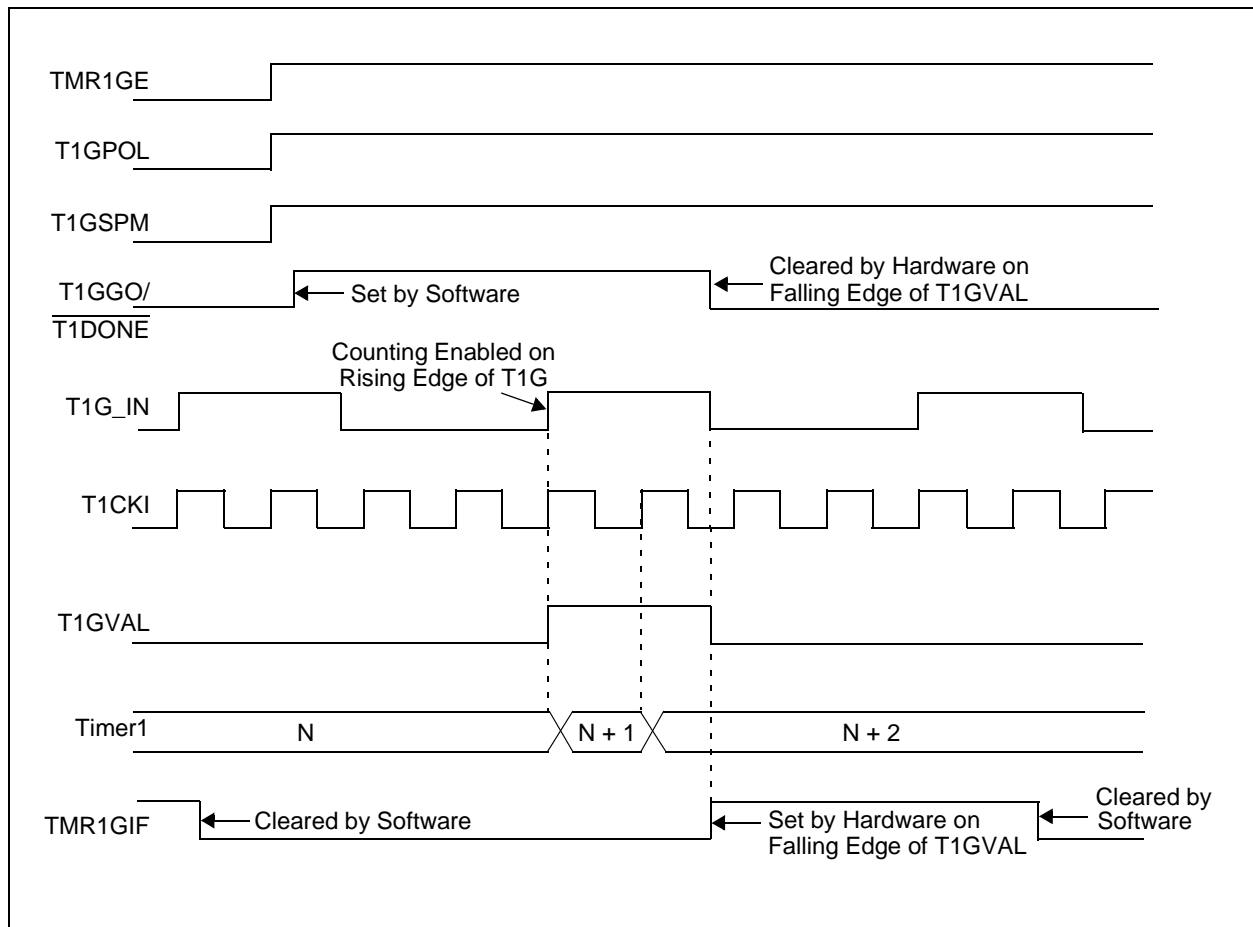 TMR1GE
T1GPOL
T1GSPM
T1GGO/
T1DONE
Set by Software
Cleared by Hardware on
Falling Edge of T1GVAL
Counting Enabled on
Rising Edge of T1G
T1G_IN
T1CKI
T1GVAL
Timer1
N
N + 1
N + 2
TMR1GIF
Cleared by Software
Set by Hardware on
Falling Edge of T1GVAL
Cleared by
Software